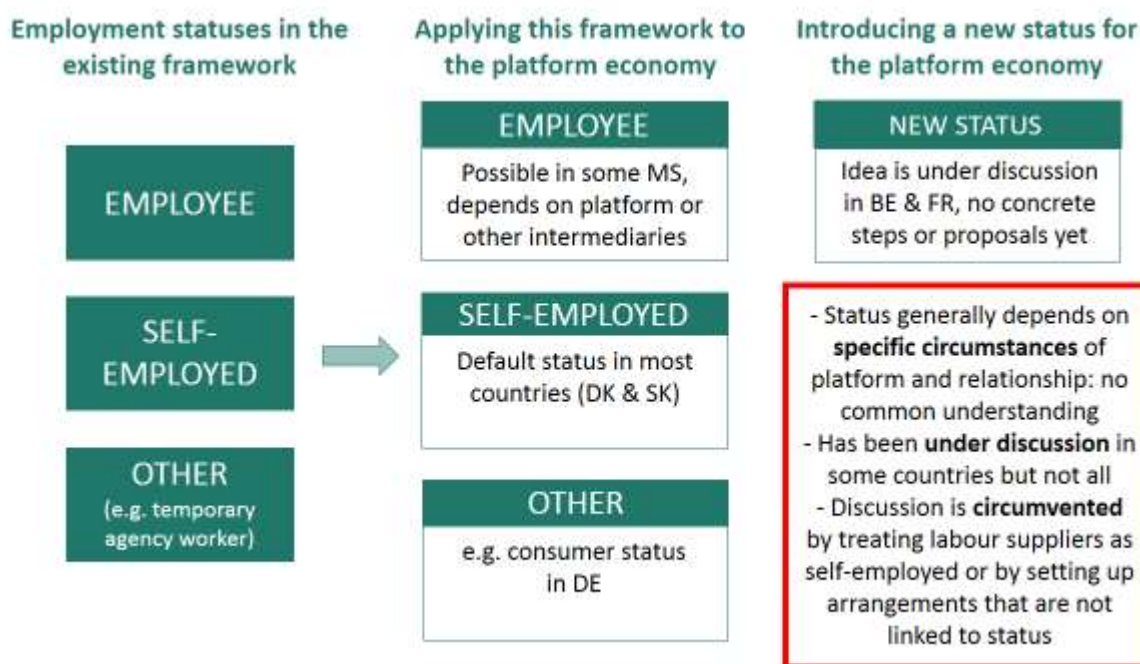 Employment statuses in the
existing framework
EMPLOYEE
SELF-
EMPLOYED
OTHER
(e.g. temporary
agency worker)
Applying this framework to
the platform economy
EMPLOYEE
Possible in some MS,
depends on platform or
other intermediaries
SELF-EMPLOYED
Default status in most
countries (DK & SK)
OTHER
e.g. consumer status
in DE
Introducing a new status for
the platform economy
NEW STATUS
Idea is under discussion
in BE & FR, no concrete
steps or proposals yet
- Status generally depends on
specific circumstances of
platform and relationship: no
common understanding
- Has been under discussion in
some countries but not all
- Discussion is circumvented
by treating labour suppliers as
self-employed or by setting up
arrangements that are not
linked to status